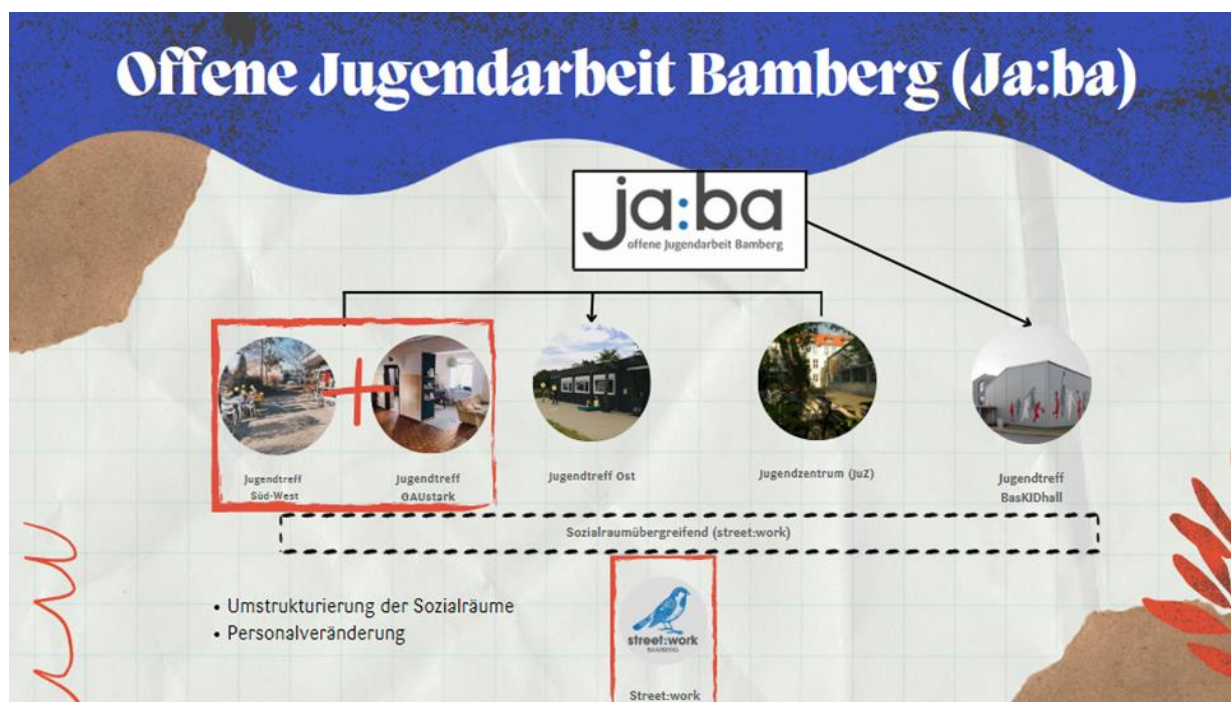 Offene Jugendarbeit Bamberg (Ja:ba)
ja:ba
offene Jugendarbeit Bamberg
Jugendtreff
Süd-West
Jugendtreff
GAUstark
Jugendtreff Ost
Jugendzentrum (JuZ)
Jugendtreff
BasKIDhall
Sozialraumübergreifend (street:work)
• Umstrukturierung der Sozialräume
• Personalveränderung
street:work
BAMBERG
Street:work